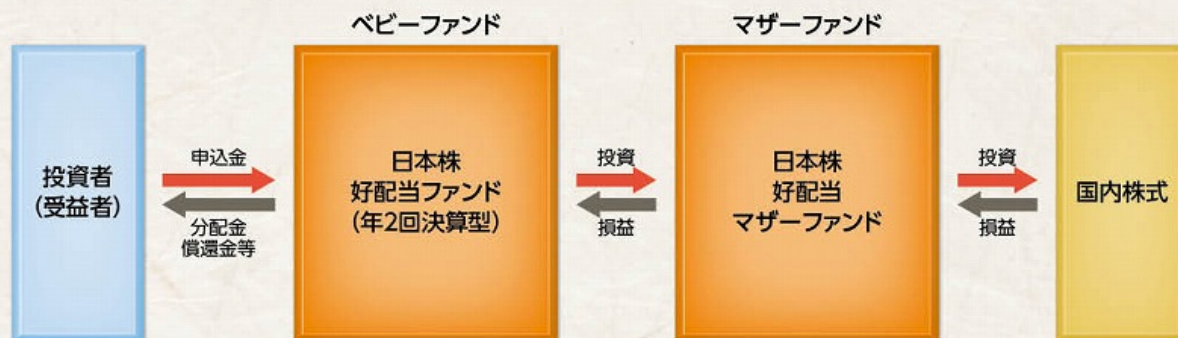 ベビーファンド
マザーファンド
投資者
（受益者）
申込金
分配金
償還金等
日本株
好配当ファンド
（年2回決算型）
投資
損益
日本株
好配当
マザーファンド
投資
損益
国内株式